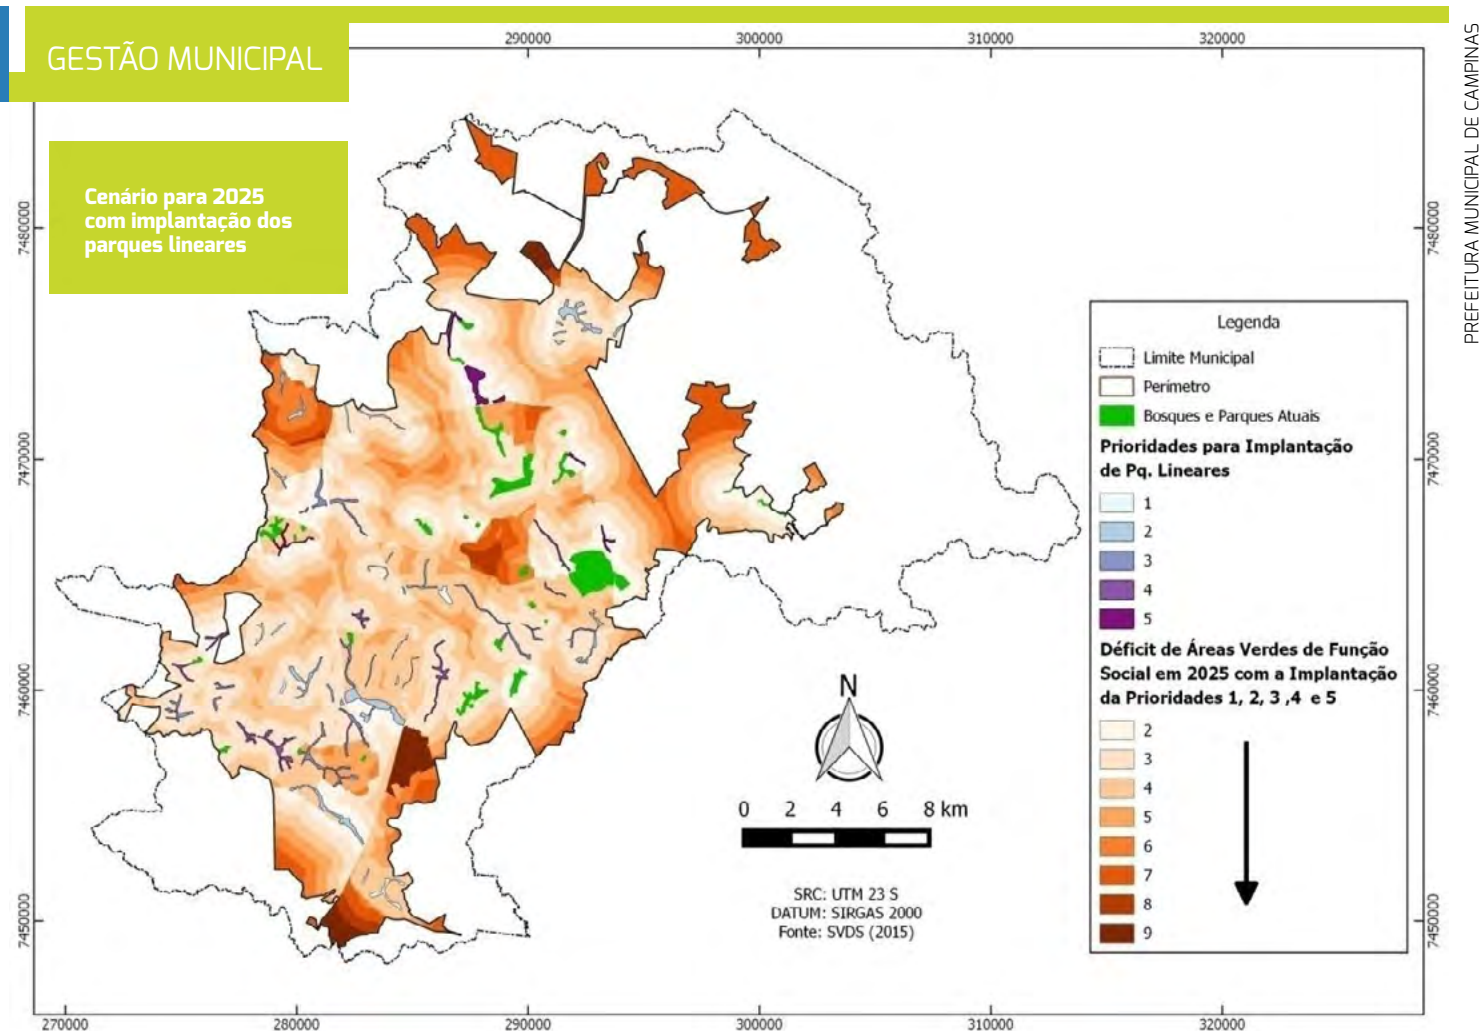 GESTÃO MUNICIPAL
Cenário para 2025
com implantação dos
parques lineares
PREFEITURA MUNICIPAL DE CAMPINAS
290000
300000
310000
320000
7480000
7470000
7460000
7450000
7480000
7470000
7460000
7450000
Legenda
Limite Municipal
Perímetro
Bosques e Parques Atuais
Prioridades para Implantação
de Pq. Lineares
1
2
3
4
5
Déficit de Áreas Verdes de Função
Social em 2025 com a Implantação
da Prioridades 1, 2, 3 ,4 e 5
2
3
4
5
6
7
8
9
N
0 2 4 6 8 km
SRC: UTM 23 S
DATUM: SIRGAS 2000
Fonte: SVDS (2015)
270000
280000
290000
300000
310000
320000